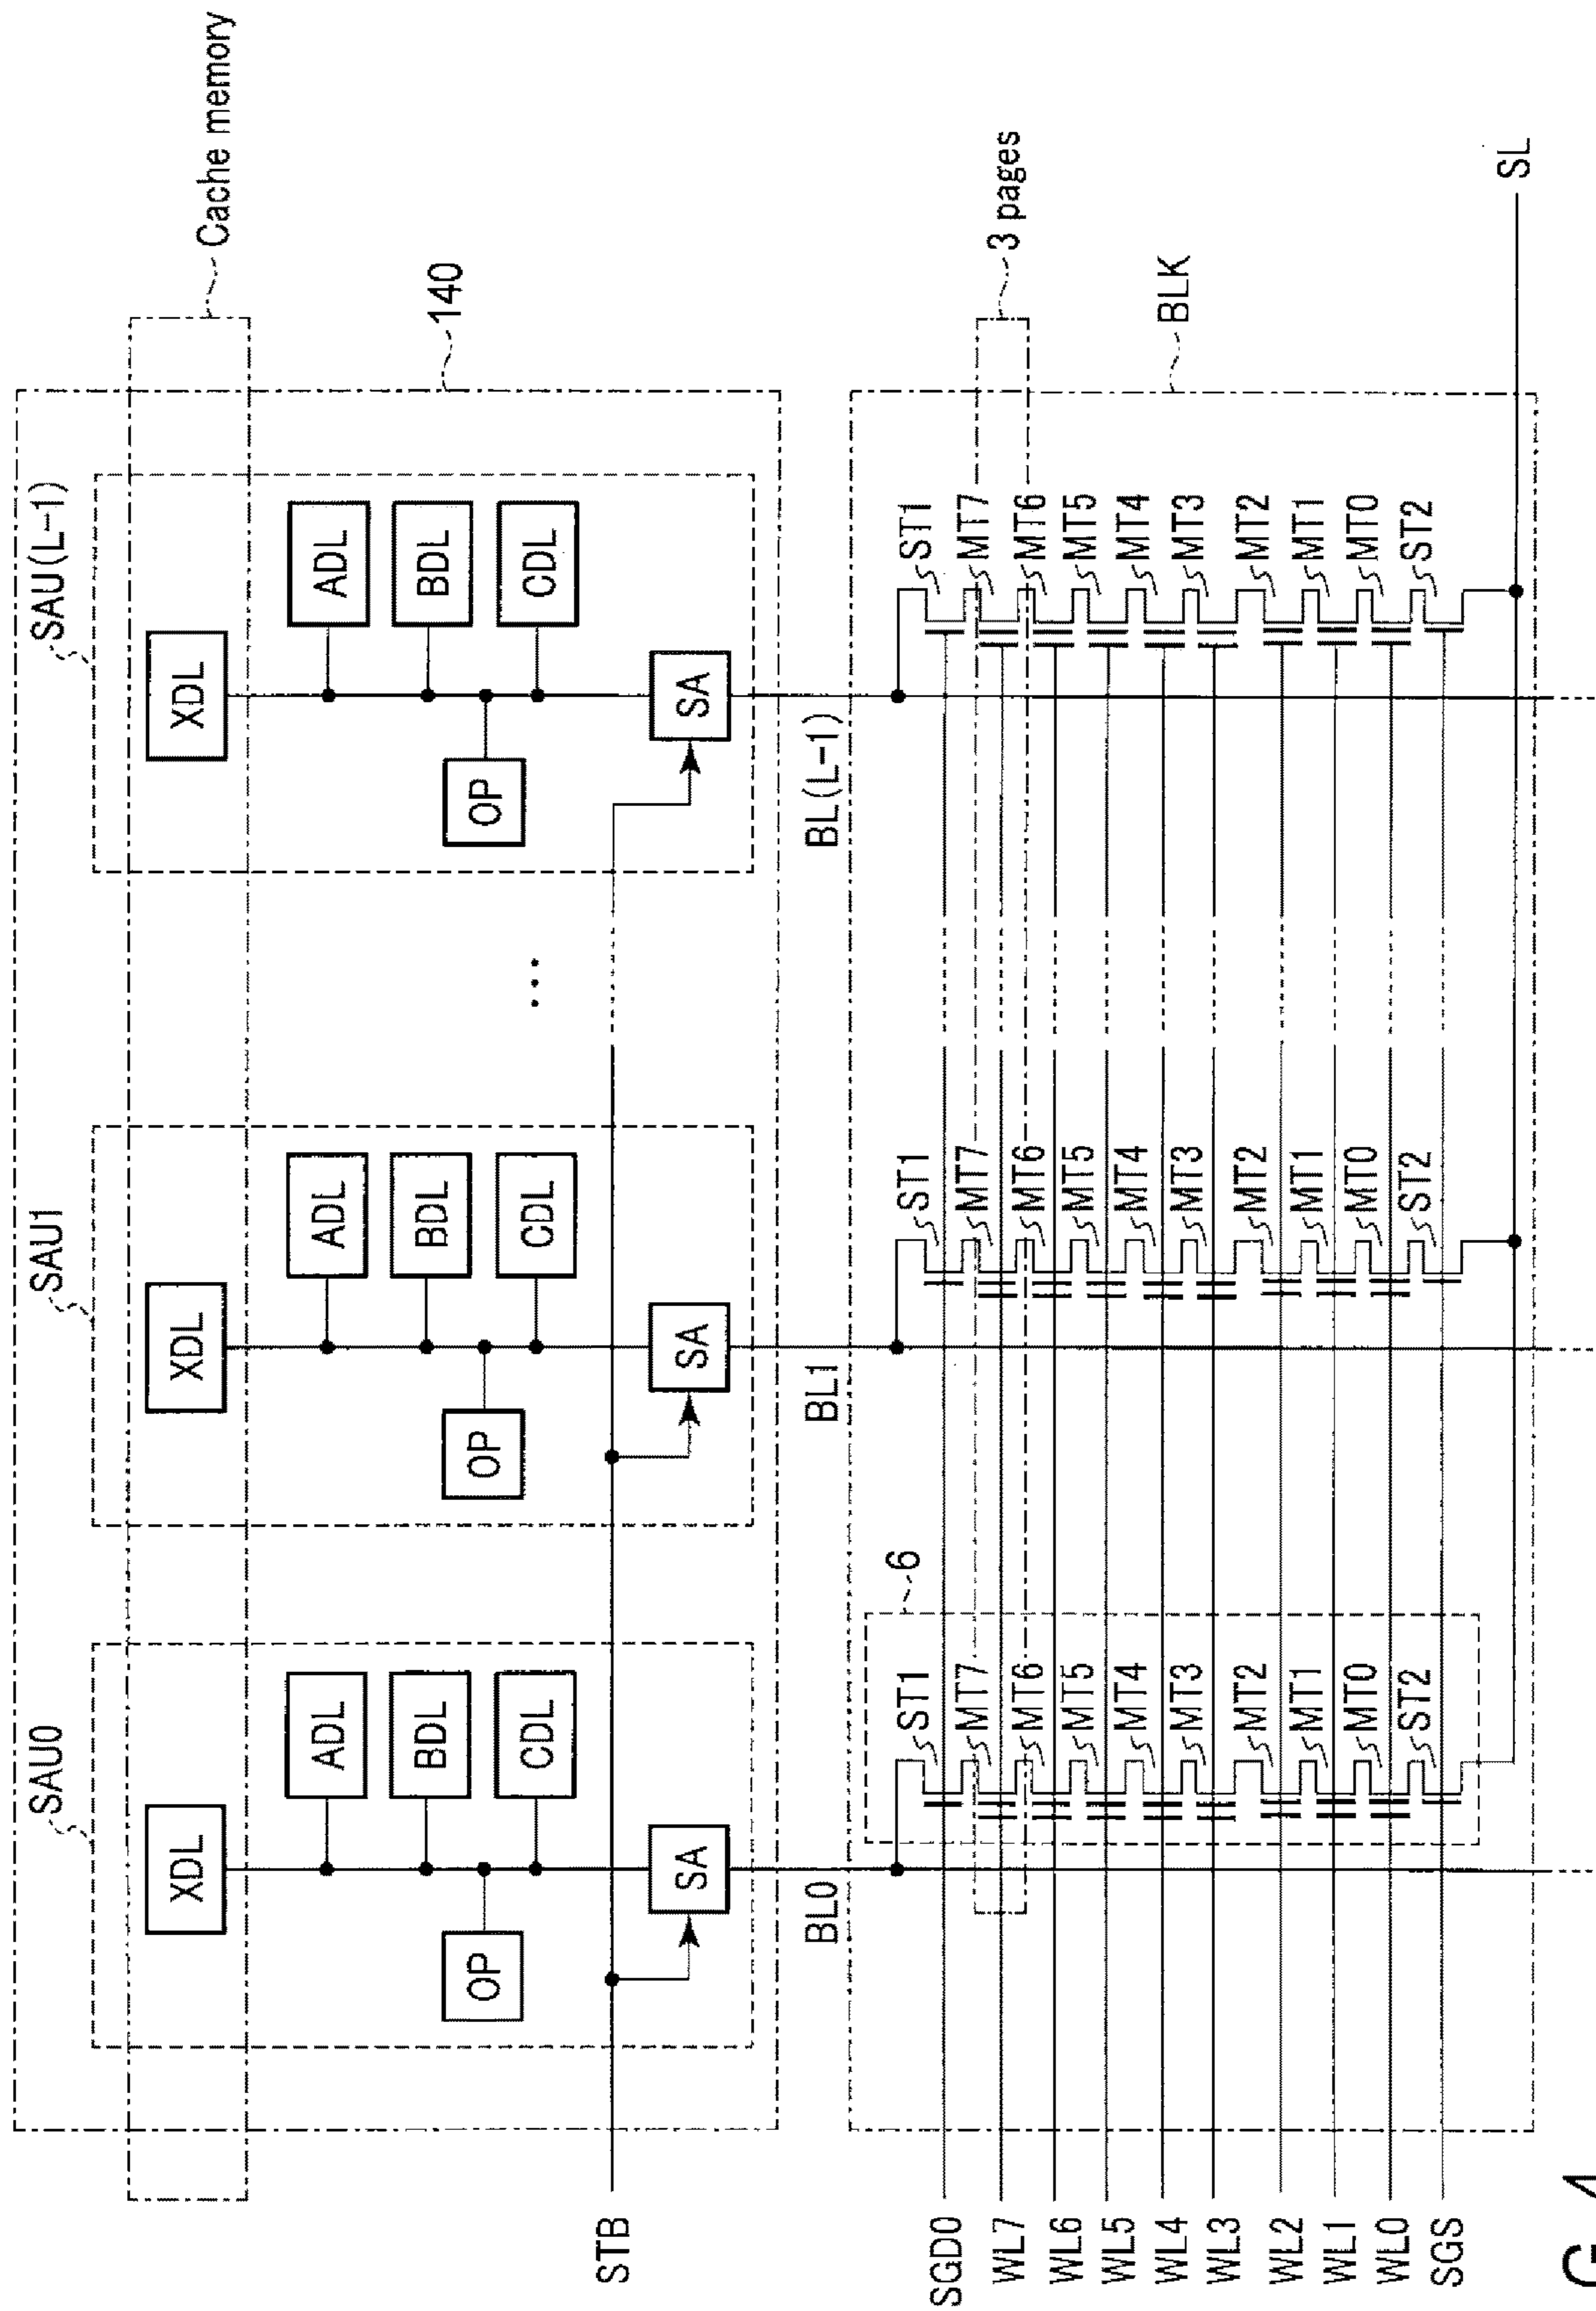 SAU0
SAU1
SAU(L-1)
XDL
XDL
XDL
Cache memory
ADL
ADL
ADL
BDL
BDL
BDL
140
OP
OP
OP
CDL
CDL
CDL
STB
SA
SA
SA
BL0
BL1
BL(L-1)
6
SGD0
ST1
ST1
ST1
WL7
MT7
MT7
MT7
3 pages
WL6
MT6
MT6
MT6
WL5
MT5
MT5
MT5
WL4
MT4
MT4
MT4
BLK
WL3
MT3
MT3
MT3
WL2
MT2
MT2
MT2
WL1
MT1
MT1
MT1
WL0
MT0
MT0
MT0
SGS
ST2
ST2
ST2
SL
G. 4